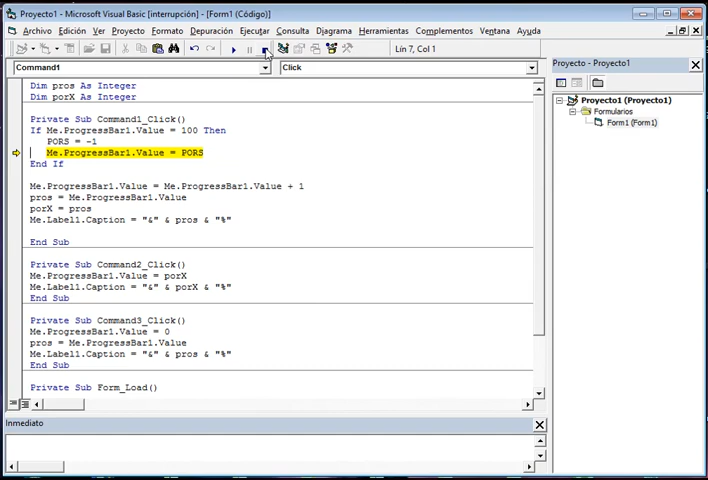 Proyecto1 - Microsoft Visual Basic [interrupción] - [Form1 (Código)]
Archivo Edición Ver Proyecto Formato Depuración Ejecutar Consulta Diagrama Herramientas Complementos Ventana Ayuda
Lín 7, Col 1
Command1 Click
Dim pros As Integer
Dim porX As Integer
Private Sub Command1_Click()
If Me.ProgressBar1.Value = 100 Then
PORS = -1
Me.ProgressBar1.Value = PORS
End If
Me.ProgressBar1.Value = Me.ProgressBar1.Value + 1
pros = Me.ProgressBar1.Value
porX = pros
Me.Label1.Caption = "&" & pros & "%"
End Sub
Private Sub Command2_Click()
Me.ProgressBar1.Value = porX
Me.Label1.Caption = "&" & porX & "%"
End Sub
Private Sub Command3_Click()
Me.ProgressBar1.Value = 0
pros = Me.ProgressBar1.Value
Me.Label1.Caption = "&" & pros & "%"
End Sub
Private Sub Form_Load()
Inmediato
Proyecto - Proyecto1
Proyecto1 (Proyecto1)
Formularios
Form1 (Form1)